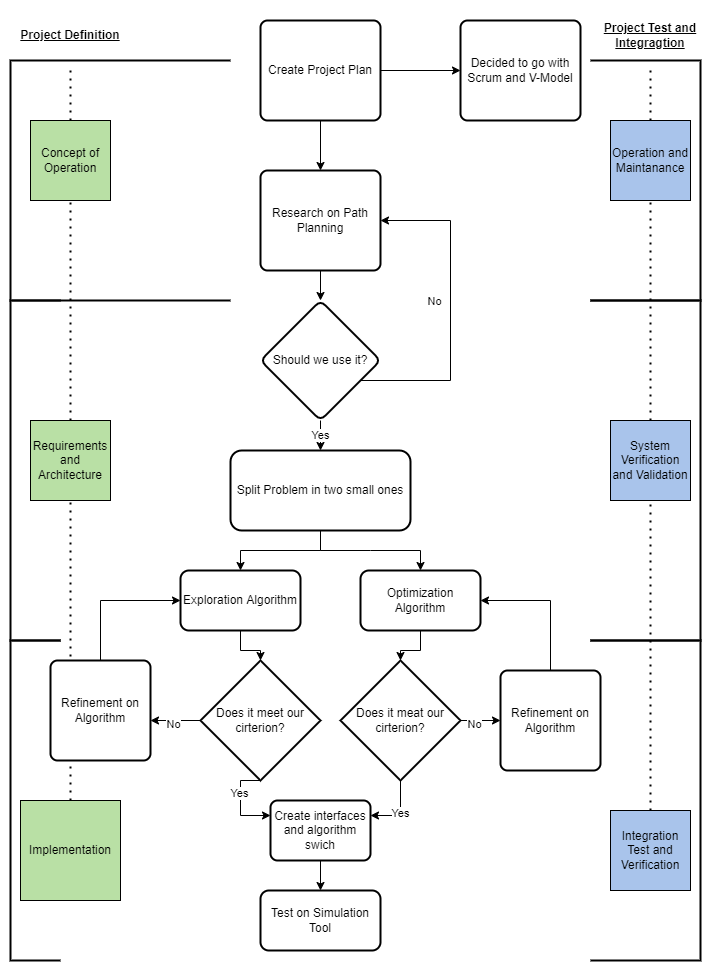 Project Definition
Project Test and
Integragtion
Create Project Plan
Decided to go with
Scrum and V-Model
Concept of
Operation
Operation and
Maintanance
Research on Path
Planning
No
Should we use it?
Yes
Requirements
and
Architecture
System
Verification
and Validation
Split Problem in two small ones
Exploration Algorithm
Optimization
Algorithm
Refinement on
Algorithm
No
Does it meet our
cirterion?
Does it meat our
cirterion?
No
Refinement on
Algorithm
Yes
Yes
Create interfaces
and algorithm
swich
Implementation
Integration
Test and
Verification
Test on Simulation
Tool